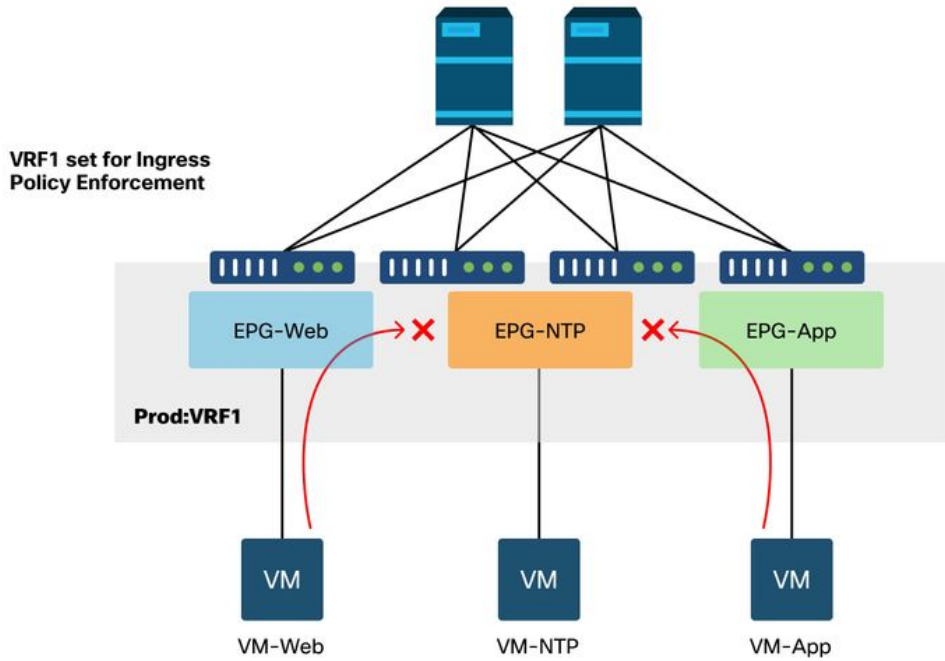 VRF1 set for Ingress
Policy Enforcement
EPG-Web
EPG-NTP
EPG-App
Prod:VRF1
VM
VM
VM
VM-Web
VM-NTP
VM-App